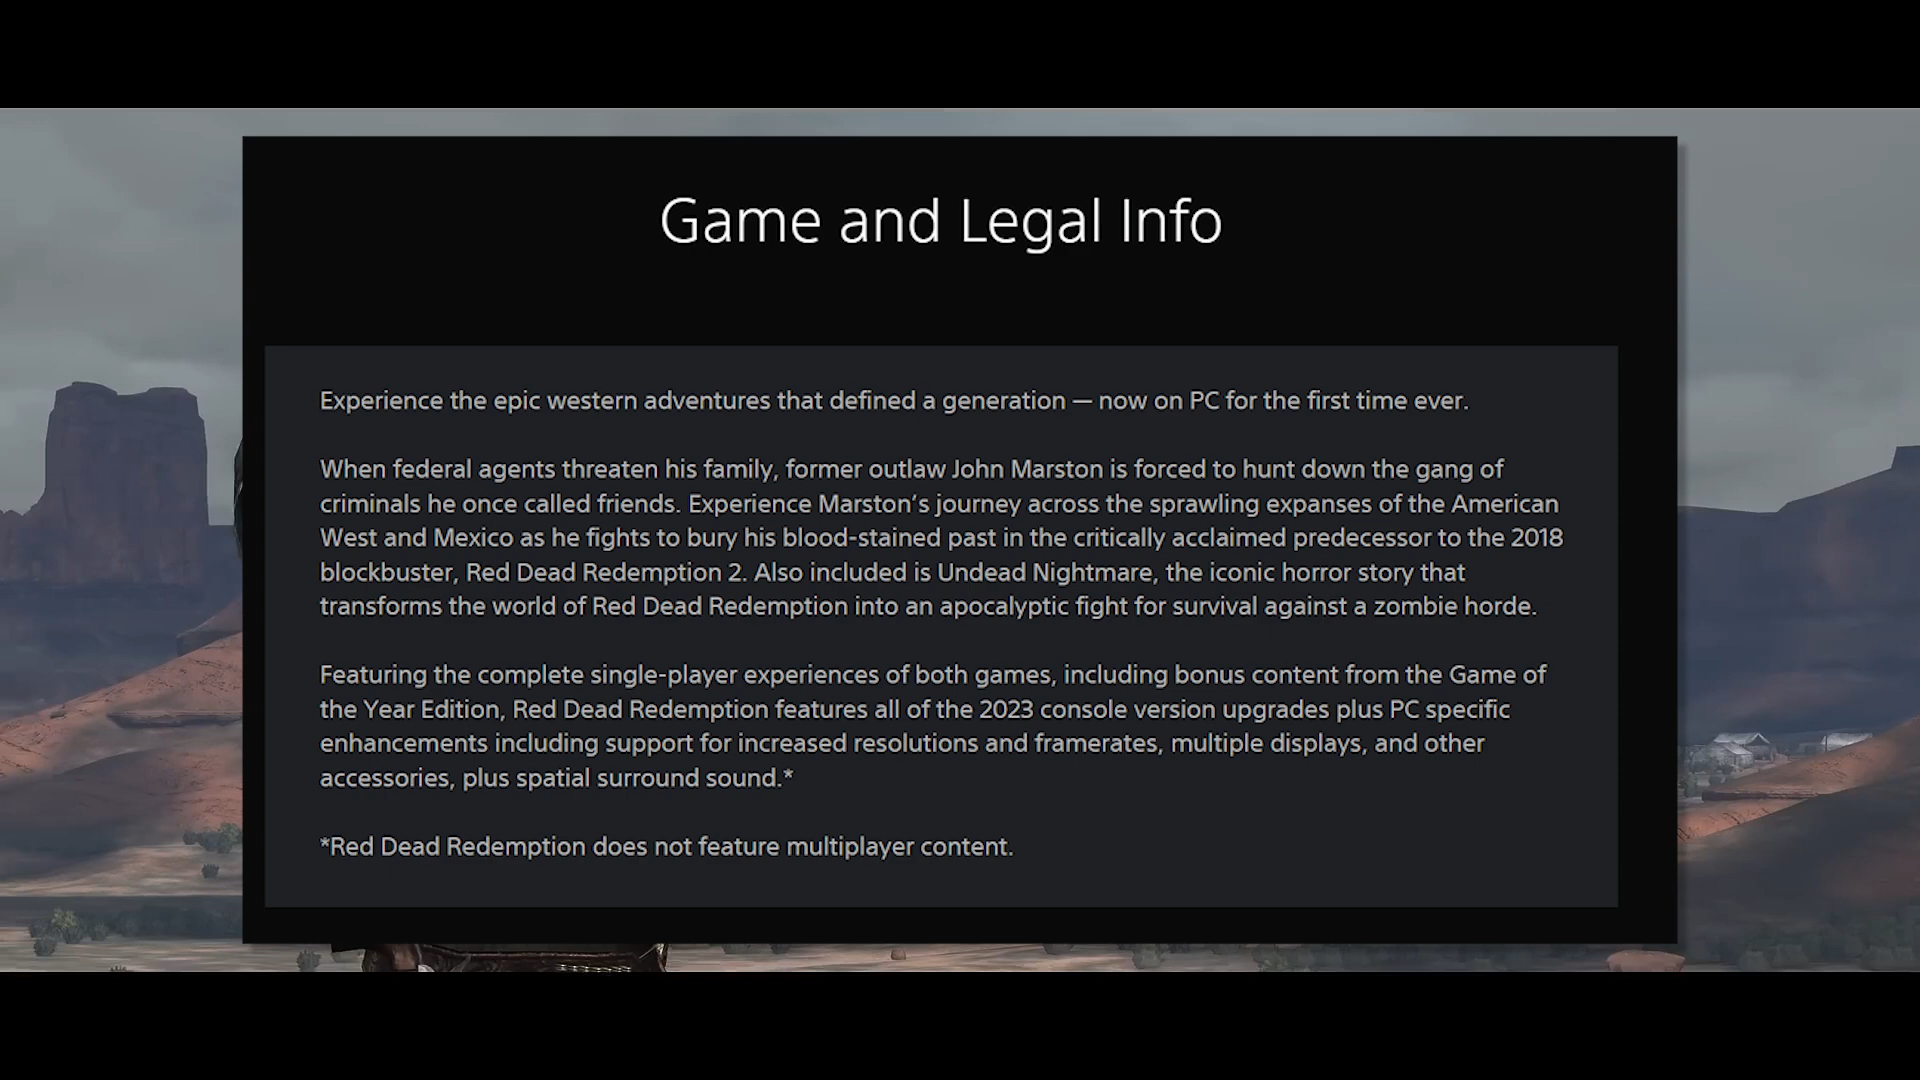 Game and Legal Info
Experience the epic western adventures that defined a generation — now on PC for the first time ever.
When federal agents threaten his family, former outlaw John Marston is forced to hunt down the gang of
criminals he once called friends. Experience Marston’s journey across the sprawling expanses of the American
West and Mexico as he fights to bury his blood-stained past in the critically acclaimed predecessor to the 2018
blockbuster, Red Dead Redemption 2. Also included is Undead Nightmare, the iconic horror story that
transforms the world of Red Dead Redemption into an apocalyptic fight for survival against a zombie horde.
Featuring the complete single-player experiences of both games, including bonus content from the Game of
the Year Edition, Red Dead Redemption features all of the 2023 console version upgrades plus PC specific
enhancements including support for increased resolutions and framerates, multiple displays, and other
accessories, plus spatial surround sound.*
*Red Dead Redemption does not feature multiplayer content.